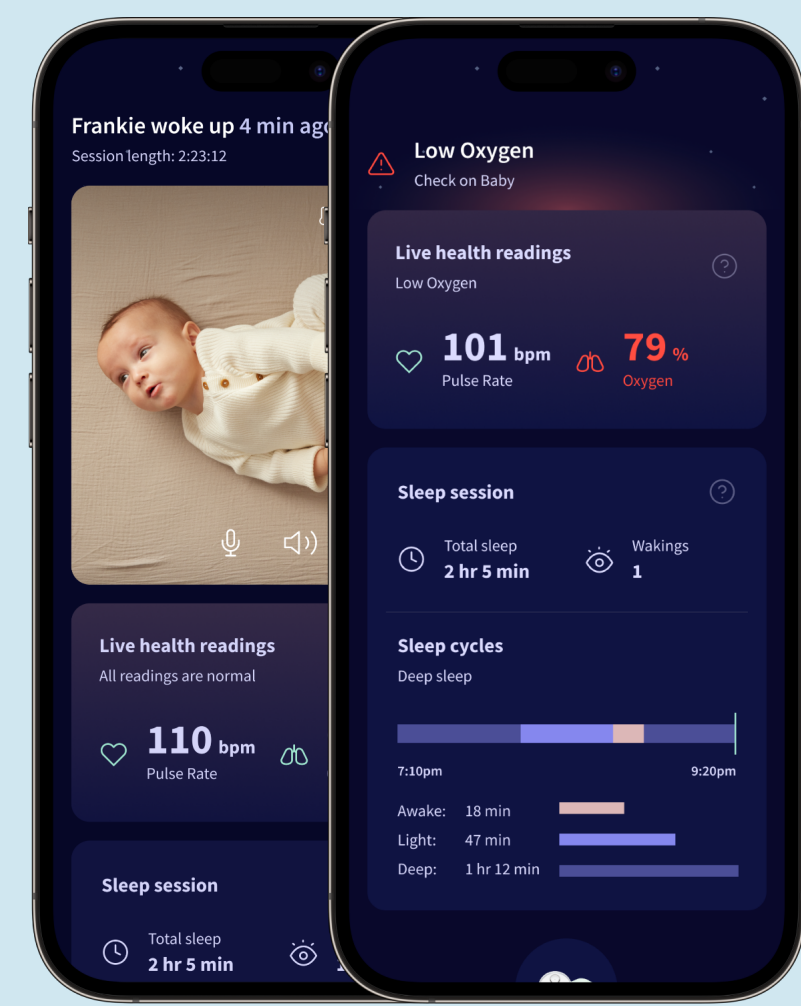 Frankie woke up 4 min ago
Session length: 2:23:12
Live health readings
All readings are normal
110 bpm
Pulse Rate
Sleep session
Total sleep
2 hr 5 min
1
Low Oxygen
Check on Baby
Live health readings
Low Oxygen
101 bpm
Pulse Rate
79 %
Oxygen
Sleep session
Total sleep
2 hr 5 min
Wakings
1
Sleep cycles
Deep sleep
7:10pm
9:20pm
Awake: 18 min
Light: 47 min
Deep: 1 hr 12 min